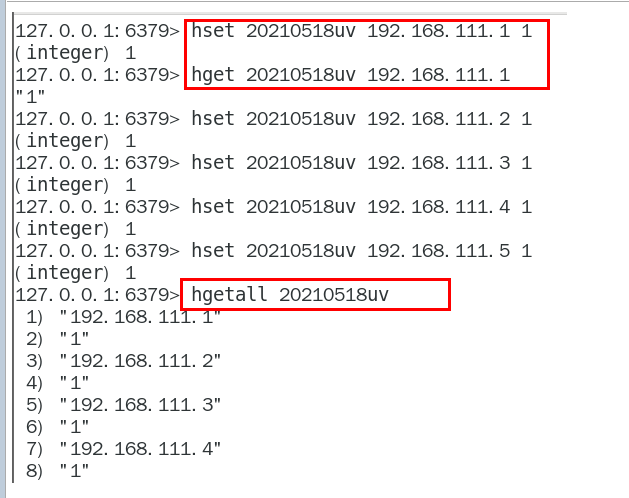 127.0.0.1:6379> hset 20210518uv 192.168.111.1 1
(integer) 1
127.0.0.1:6379> hget 20210518uv 192.168.111.1
"1"
127.0.0.1:6379> hset 20210518uv 192.168.111.2 1
(integer) 1
127.0.0.1:6379> hset 20210518uv 192.168.111.3 1
(integer) 1
127.0.0.1:6379> hset 20210518uv 192.168.111.4 1
(integer) 1
127.0.0.1:6379> hset 20210518uv 192.168.111.5 1
(integer) 1
127.0.0.1:6379> hgetall 20210518uv
1) "192.168.111.1"
2) "1"
3) "192.168.111.2"
4) "1"
5) "192.168.111.3"
6) "1"
7) "192.168.111.4"
8) "1"